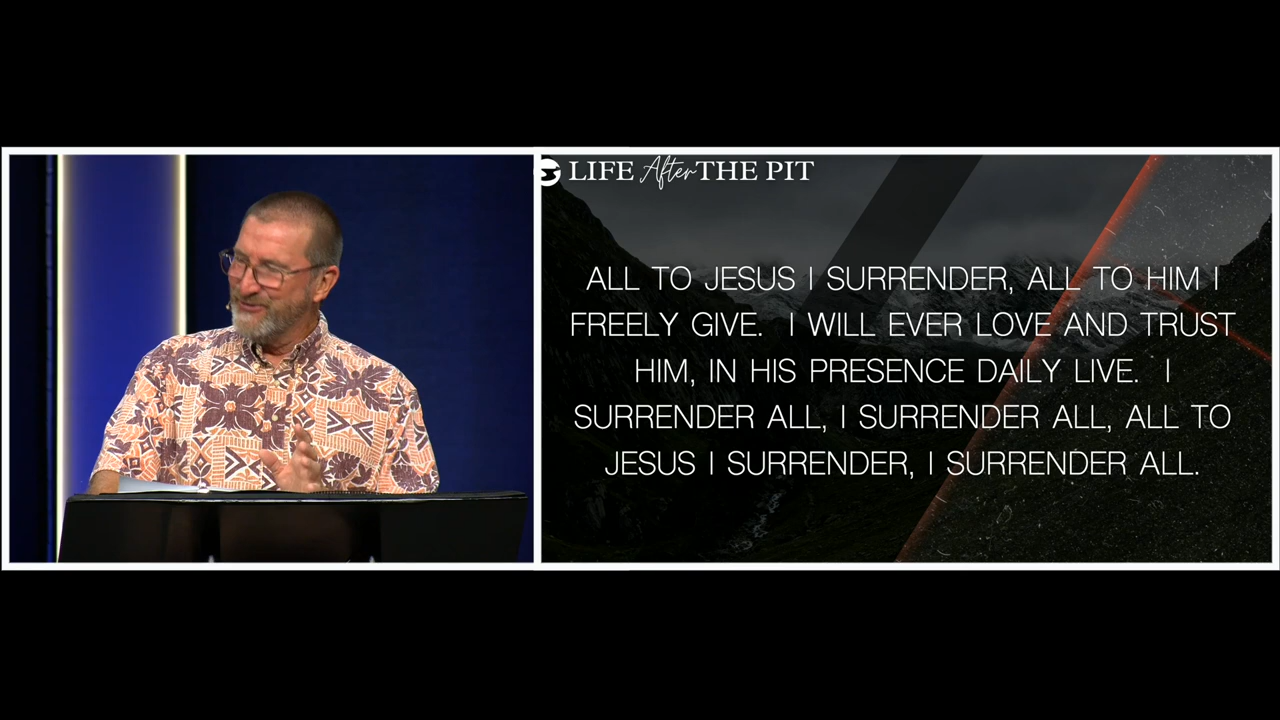 LIFE After THE PIT
ALL TO JESUS I SURRENDER, ALL TO HIM I
FREELY GIVE. I WILL EVER LOVE AND TRUST
HIM, IN HIS PRESENCE DAILY LIVE. I
SURRENDER ALL, I SURRENDER ALL, ALL TO
JESUS I SURRENDER, I SURRENDER ALL.